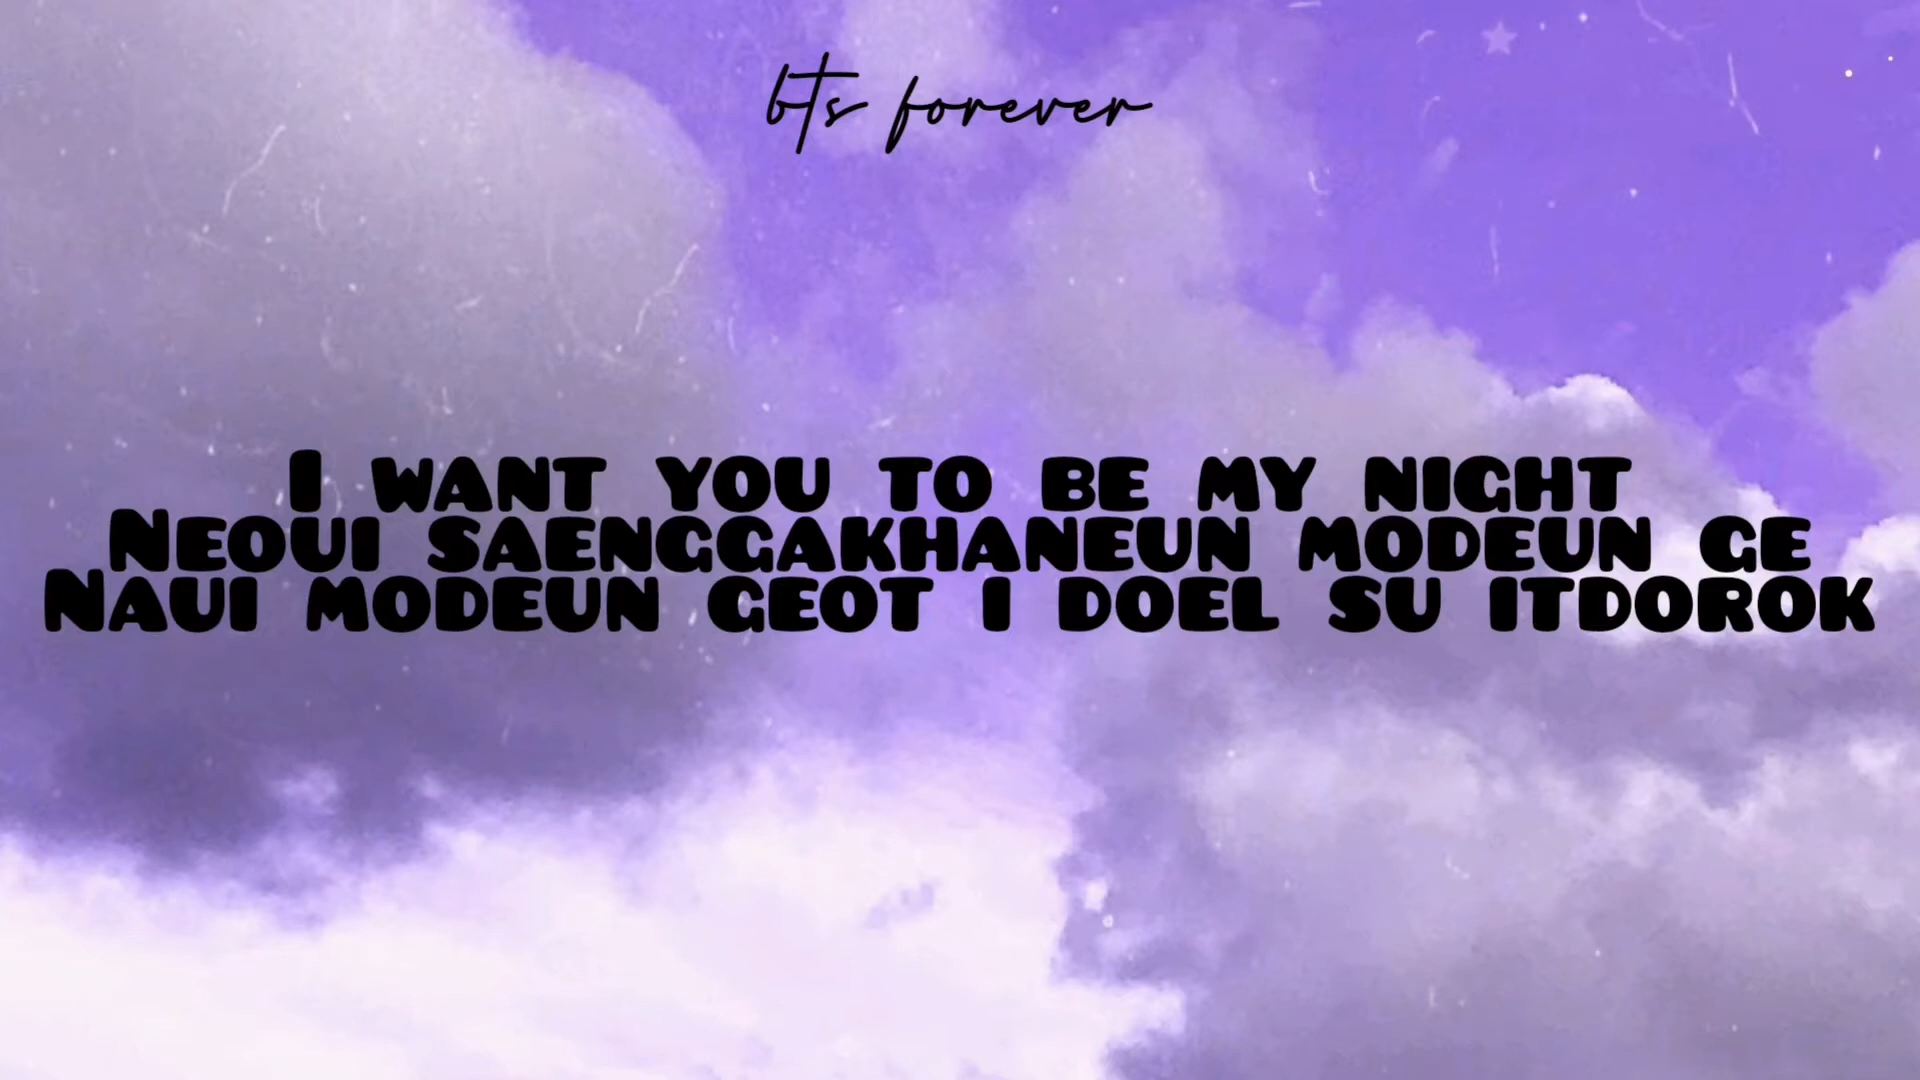 bts forever
I want you to be my night
Neoui saenggakhaneun modeun ge
Naui modeun geot i doel su itdorok